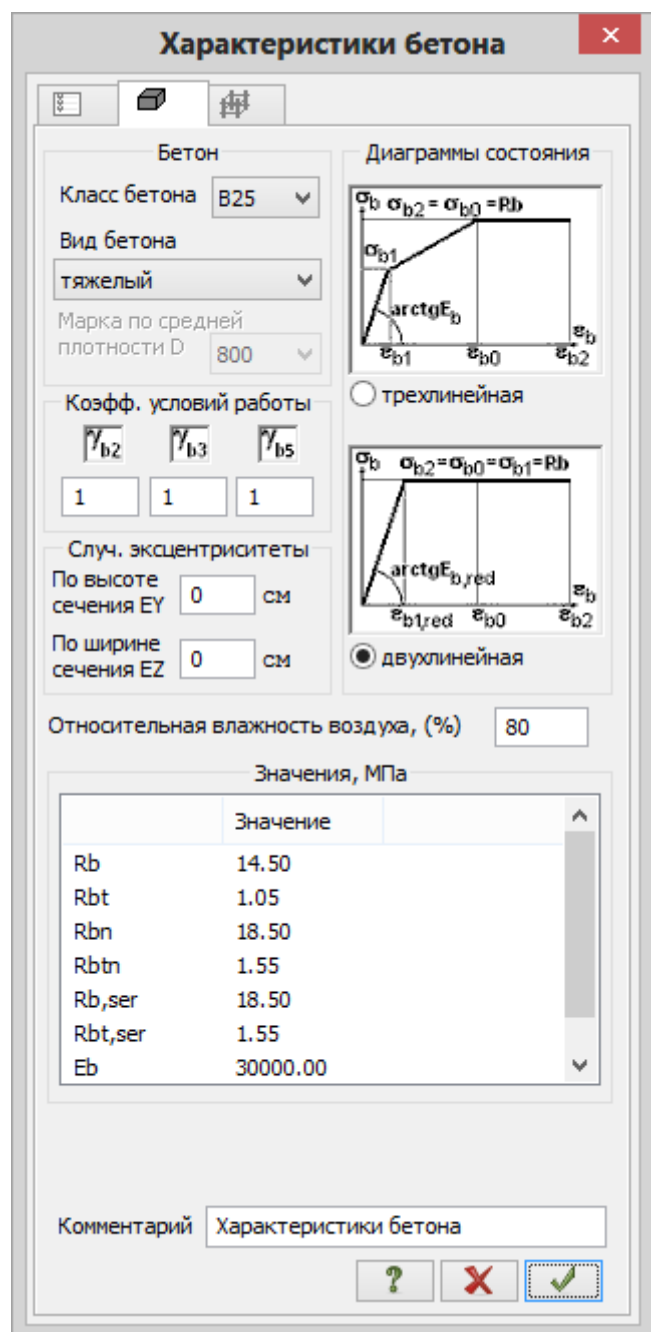 Характеристики бетона
Бетон
Класс бетона B25
Вид бетона
тяжелый
Марка по средней
плотности D 800
Коэфф. условий работы
γb2 γb3 γb5
1 1 1
Случ. эксцентриситеты
По высоте
сечения EY 0 см
По ширине
сечения EZ 0 см
Диаграммы состояния
σb σb2 = σb0 = Rb
σb1
arctgEb
εb
εb1 εb0 εb2
трехлинейная
σb σb2=σb0=σb1=Rb
arctgEb,red
εb
εb1,red εb0 εb2
двухлинейная
Относительная влажность воздуха, (%) 80
Значения, МПа
Значение
Rb 14.50
Rbt 1.05
Rbn 18.50
Rbtn 1.55
Rb,ser 18.50
Rbt,ser 1.55
Eb 30000.00
Комментарий Характеристики бетона